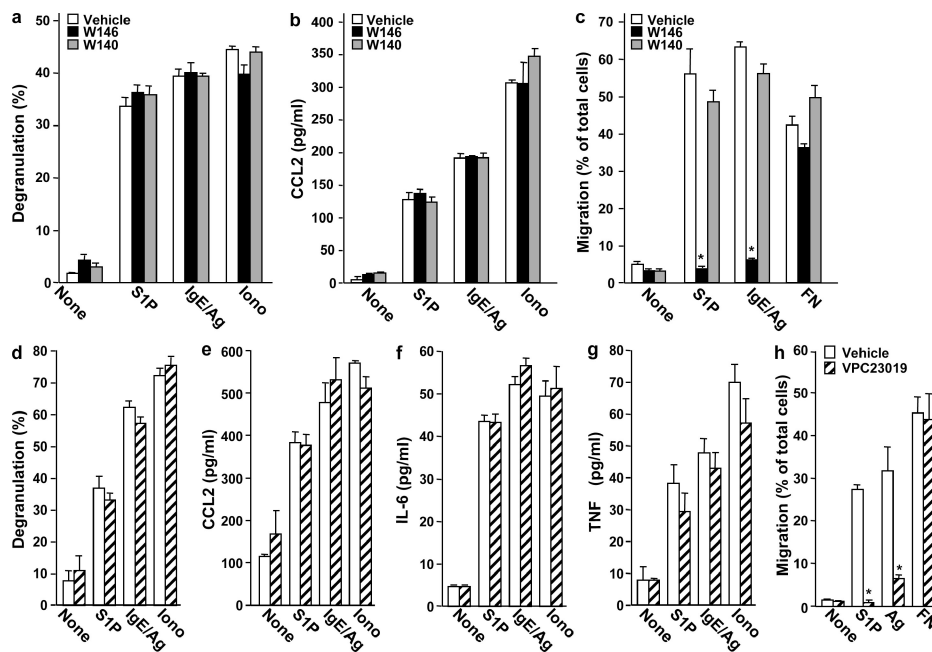 a
Vehicle
W146
W140
Degranulation (%)
50
40
30
20
10
0
None
S1P
IgE/Ag
Iono
b
Vehicle
W146
W140
CCL2 (pg/ml)
400
350
300
250
200
150
100
50
0
None
S1P
IgE/Ag
Iono
c
Vehicle
W146
W140
Migration (% of total cells)
70
60
50
40
30
20
10
0
*
*
None
S1P
IgE/Ag
FN
d
Degranulation (%)
80
70
60
50
40
30
20
10
0
None
S1P
IgE/Ag
Iono
e
CCL2 (pg/ml)
600
400
300
200
100
0
None
S1P
IgE/Ag
Iono
f
IL-6 (pg/ml)
60
50
40
30
20
10
0
None
S1P
IgE/Ag
Iono
g
TNF (pg/ml)
80
70
60
50
40
30
20
10
0
None
S1P
IgE/Ag
Iono
h
Vehicle
VPC23019
Migration (% of total cells)
60
50
40
30
20
10
0
*
*
None
S1P
Ag
FN